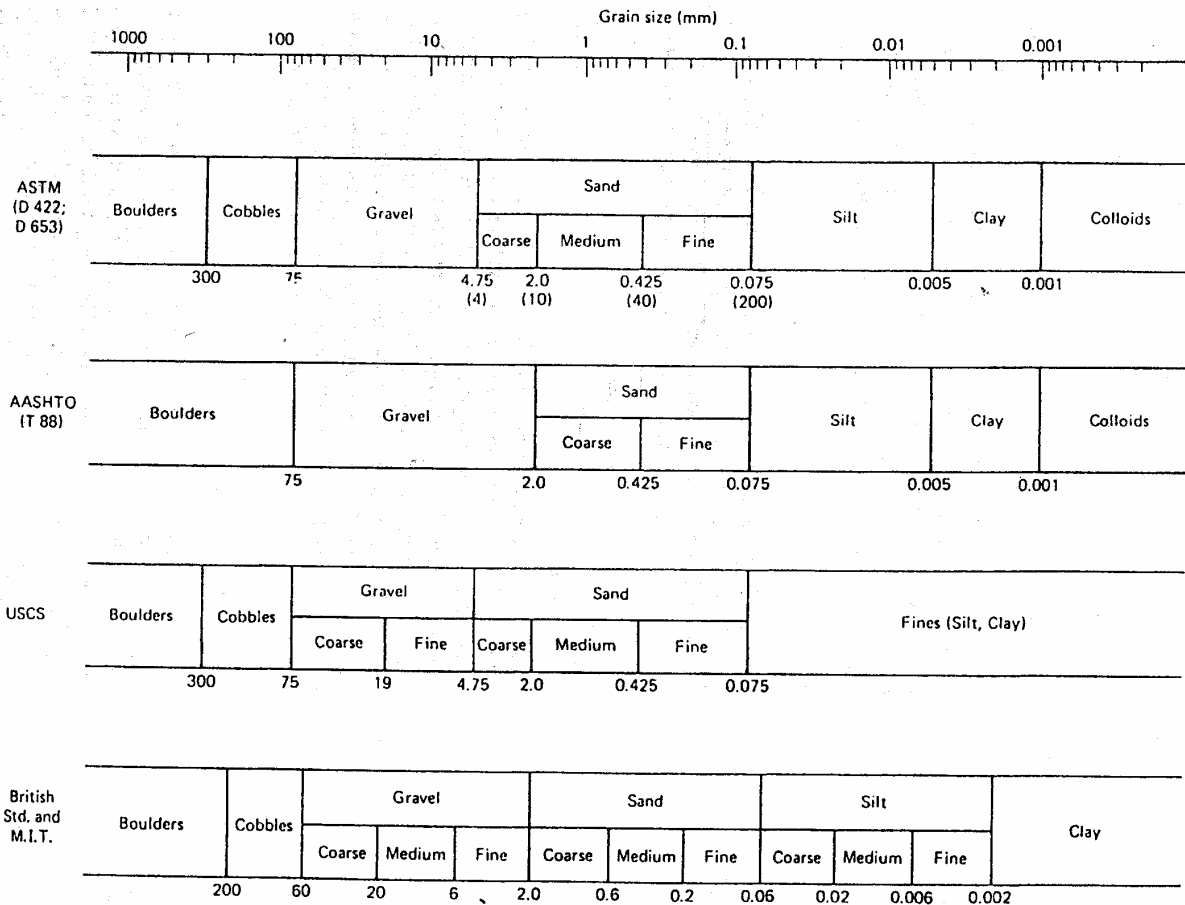 Grain size (mm)
1000 100 10 1 0.1 0.01 0.001
ASTM
(D 422;
D 653)
Boulders Cobbles Gravel Sand Silt Clay Colloids
Coarse Medium Fine
300 75 4.75 2.0 0.425 0.075 0.005 0.001
(4) (10) (40) (200)
AASHTO
(T 88)
Boulders Gravel Sand Silt Clay Colloids
Coarse Fine
75 2.0 0.425 0.075 0.005 0.001
USCS
Boulders Cobbles Gravel Sand Fines (Silt, Clay)
Coarse Fine Coarse Medium Fine
300 75 19 4.75 2.0 0.425 0.075
British
Std. and
M.I.T.
Boulders Cobbles Gravel Sand Silt Clay
Coarse Medium Fine Coarse Medium Fine Coarse Medium Fine
200 60 20 6 2.0 0.6 0.2 0.06 0.02 0.006 0.002